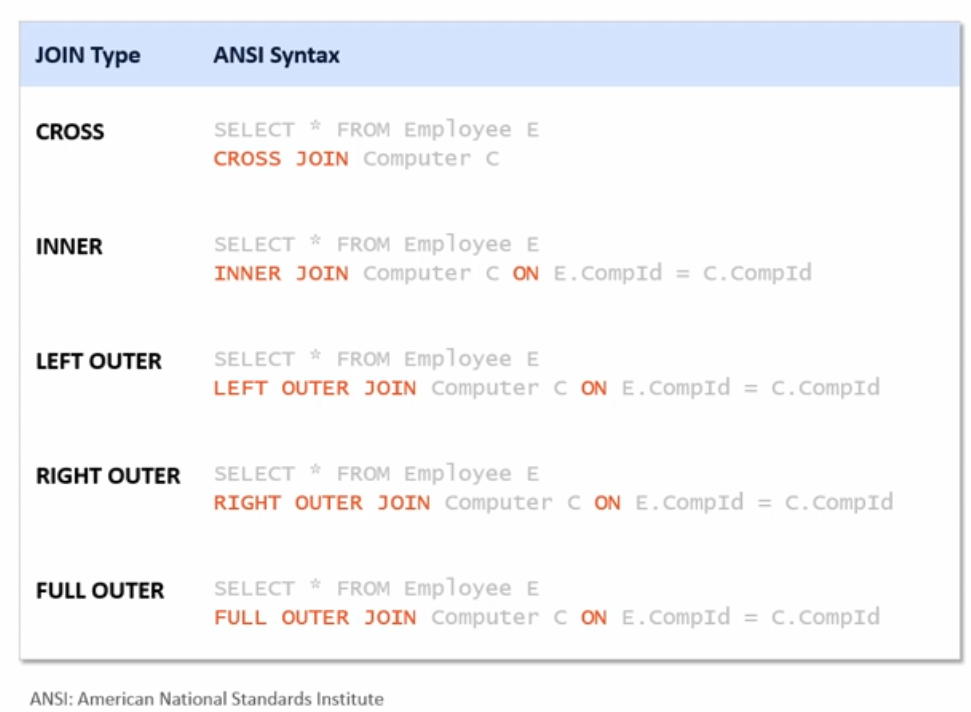 JOIN Type ANSI Syntax
CROSS SELECT * FROM Employee E
CROSS JOIN Computer C
INNER SELECT * FROM Employee E
INNER JOIN Computer C ON E.CompId = C.CompId
LEFT OUTER SELECT * FROM Employee E
LEFT OUTER JOIN Computer C ON E.CompId = C.CompId
RIGHT OUTER SELECT * FROM Employee E
RIGHT OUTER JOIN Computer C ON E.CompId = C.CompId
FULL OUTER SELECT * FROM Employee E
FULL OUTER JOIN Computer C ON E.CompId = C.CompId
ANSI: American National Standards Institute